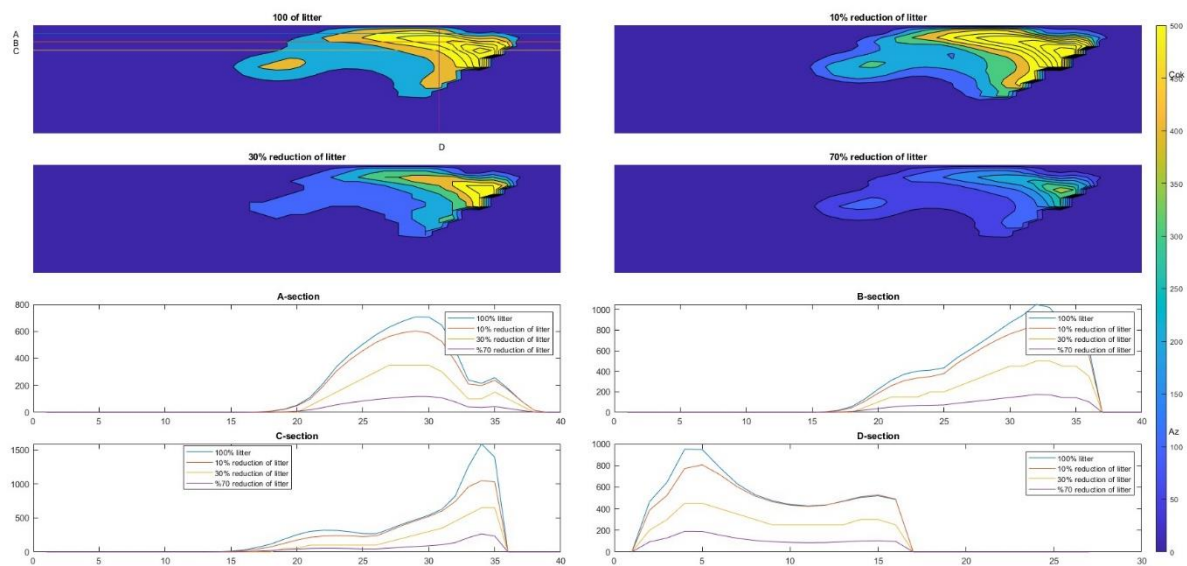 100 of litter
10% reduction of litter
A
B
C
D
500
Çok
450
400
350
300
250
200
150
Az
100
50
0
30% reduction of litter
70% reduction of litter
A-section
800
600
400
200
0
0 5 10 15 20 25 30 35 40
100% litter
10% reduction of litter
30% reduction of litter
%70 reduction of litter
B-section
1000
800
600
400
200
0
0 5 10 15 20 25 30 35 40
100% litter
10% reduction of litter
30% reduction of litter
%70 reduction of litter
C-section
1500
1000
500
0
0 5 10 15 20 25 30 35 40
100% litter
10% reduction of litter
30% reduction of litter
%70 reduction of litter
D-section
1000
800
600
400
200
0
0 5 10 15 20 25 30
100% litter
10% reduction of litter
30% reduction of litter
%70 reduction of litter